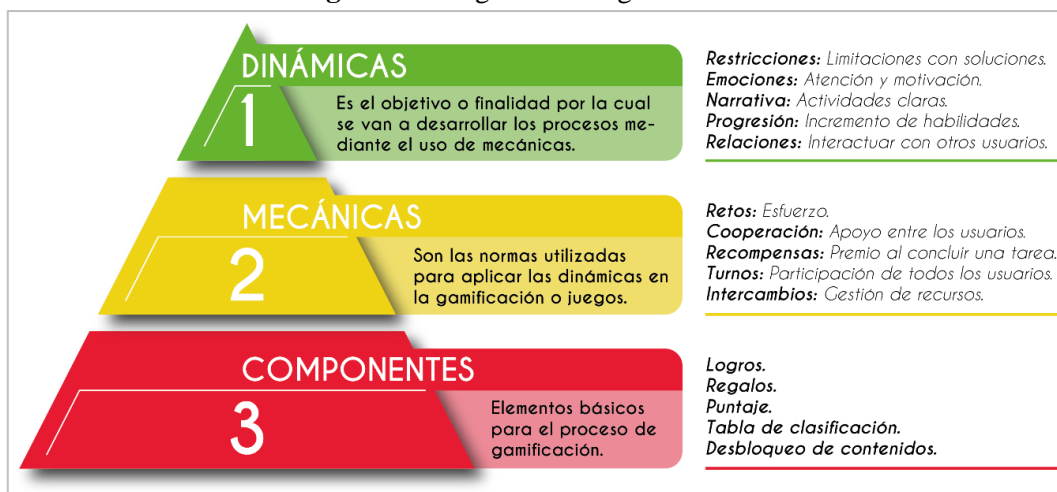 DINÁMICAS
1
Es el objetivo o finalidad por la cual
se van a desarrollar los procesos me-
diante el uso de mecánicas.
Restricciones: Limitaciones con soluciones.
Emociones: Atención y motivación.
Narrativa: Actividades claras.
Progresión: Incremento de habilidades.
Relaciones: Interactuar con otros usuarios.
MECÁNICAS
2
Son las normas utilizadas
para aplicar las dinámicas en
la gamificación o juegos.
Retos: Esfuerzo.
Cooperación: Apoyo entre los usuarios.
Recompensas: Premio al concluir una tarea.
Turnos: Participación de todos los usuarios.
Intercambios: Gestión de recursos.
COMPONENTES
3
Elementos básicos
para el proceso de
gamificación.
Logros.
Regalos.
Puntaje.
Tabla de clasificación.
Desbloqueo de contenidos.